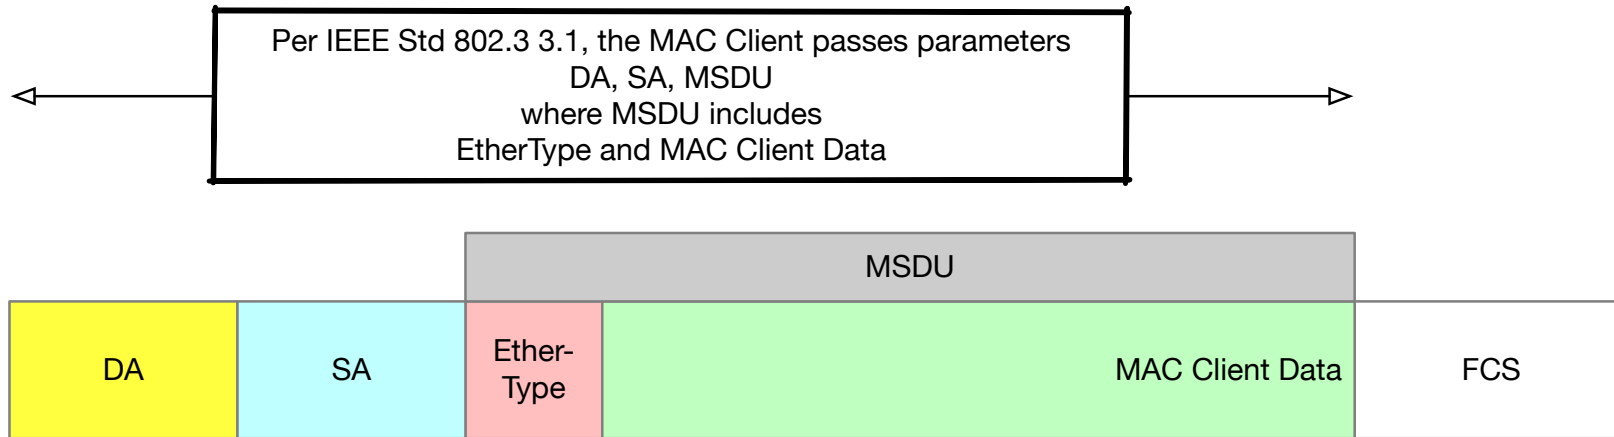 Per IEEE Std 802.3 3.1, the MAC Client passes parameters
DA, SA, MSDU
where MSDU includes
EtherType and MAC Client Data
MSDU
DA
SA
Ether-
Type
MAC Client Data
FCS